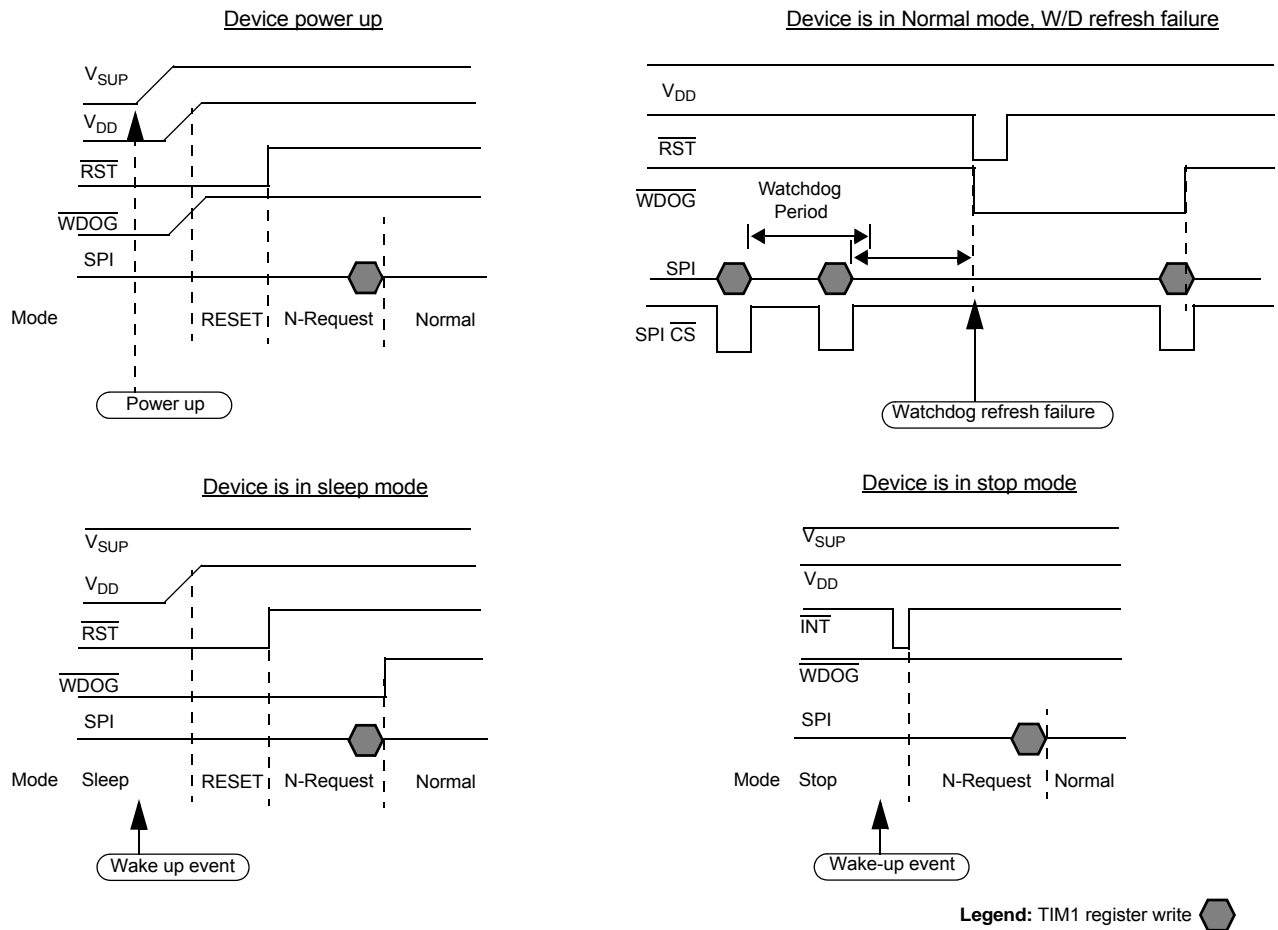 Device power up
VSUP
VDD
RST
WDOG
SPI
Mode RESET N-Request Normal
Power up
Device is in Normal mode, W/D refresh failure
VDD
RST
WDOG
Watchdog
Period
SPI
SPI CS
Watchdog refresh failure
Device is in sleep mode
VSUP
VDD
RST
WDOG
SPI
Mode Sleep RESET N-Request Normal
Wake up event
Device is in stop mode
VSUP
VDD
INT
WDOG
SPI
Mode Stop N-Request Normal
Wake-up event
Legend: TIM1 register write